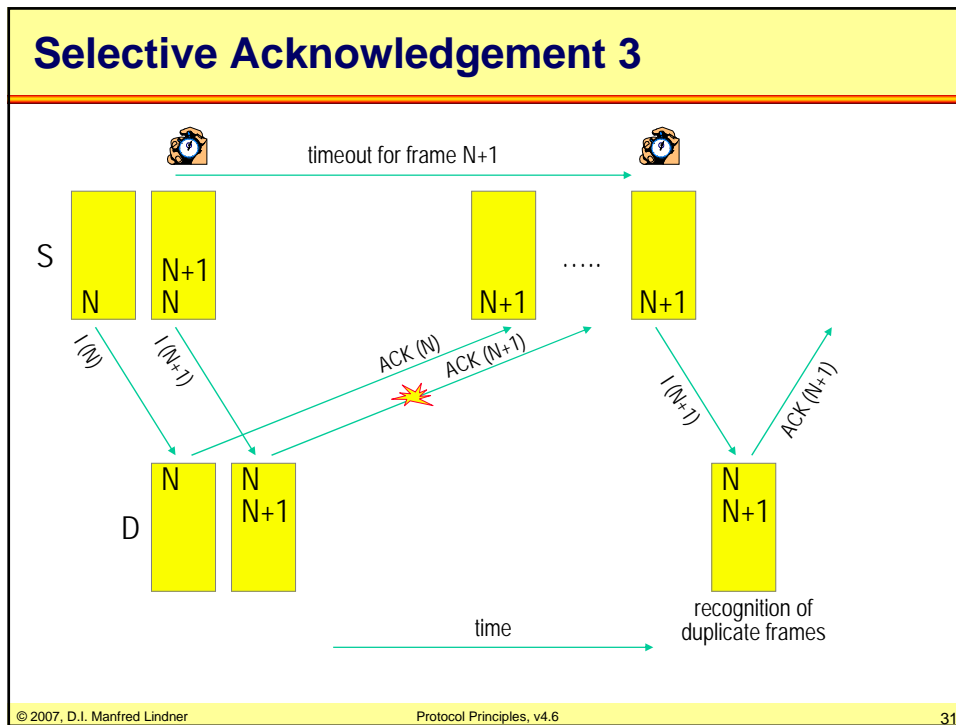 Selective Acknowledgement 3
timeout for frame N+1
S
N
N+1
N
N+1
.....
N+1
I (N)
I (N+1)
ACK (N)
ACK (N+1)
I (N+1)
ACK (N+1)
D
N
N
N+1
N
N+1
recognition of
duplicate frames
time
© 2007, D.I. Manfred Lindner
Protocol Principles, v4.6
31